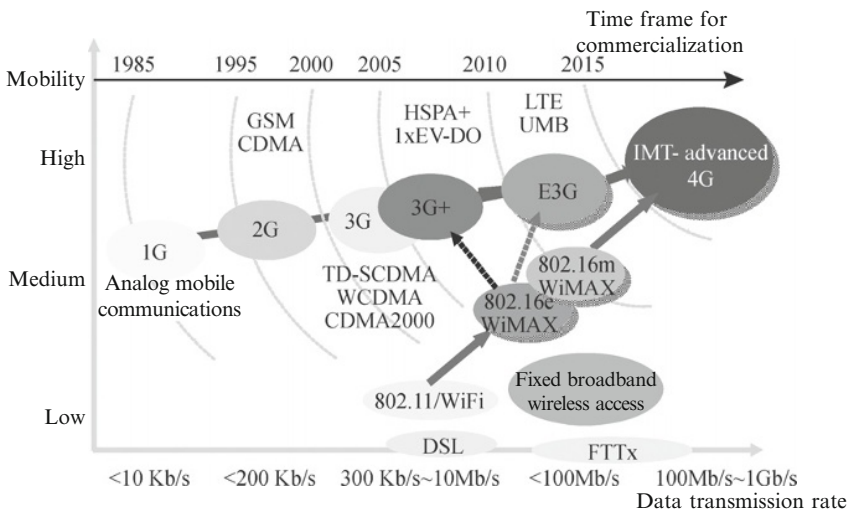 Time frame for
commercialization
1985 1995 2000 2005 2010 2015
Mobility
High
Medium
Low
GSM
CDMA
HSPA+
1xEV-DO
LTE
UMB
IMT- advanced
4G
E3G
3G+
3G
2G
1G
Analog mobile
communications
TD-SCDMA
WCDMA
CDMA2000
802.16m
WiMAX
802.16e
WiMAX
802.11/WiFi
Fixed broadband
wireless access
DSL
FTTx
<10 Kb/s <200 Kb/s 300 Kb/s~10Mb/s <100Mb/s 100Mb/s~1Gb/s
Data transmission rate